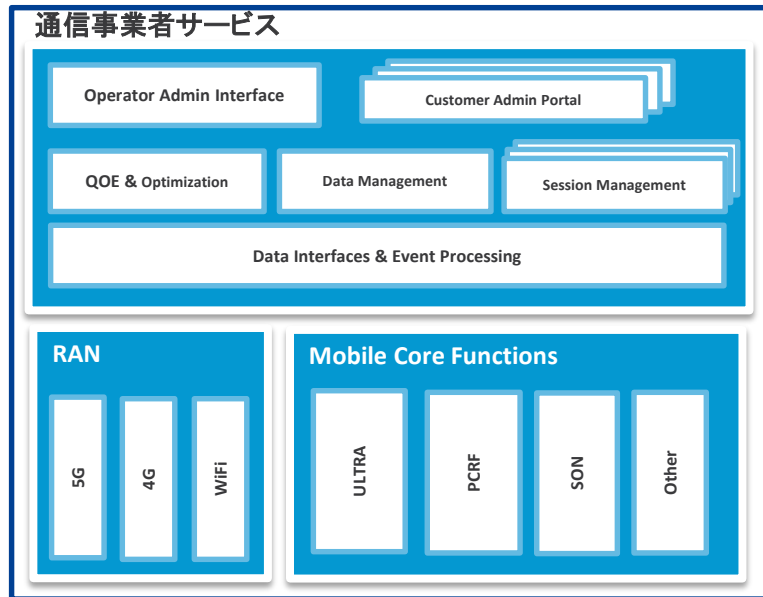 通信事業者サービス
Operator Admin Interface
Customer Admin Portal
QOE & Optimization
Data Management
Session Management
Data Interfaces & Event Processing
RAN
5G
4G
WiFi
Mobile Core Functions
ULTRA
PCRF
SON
Other